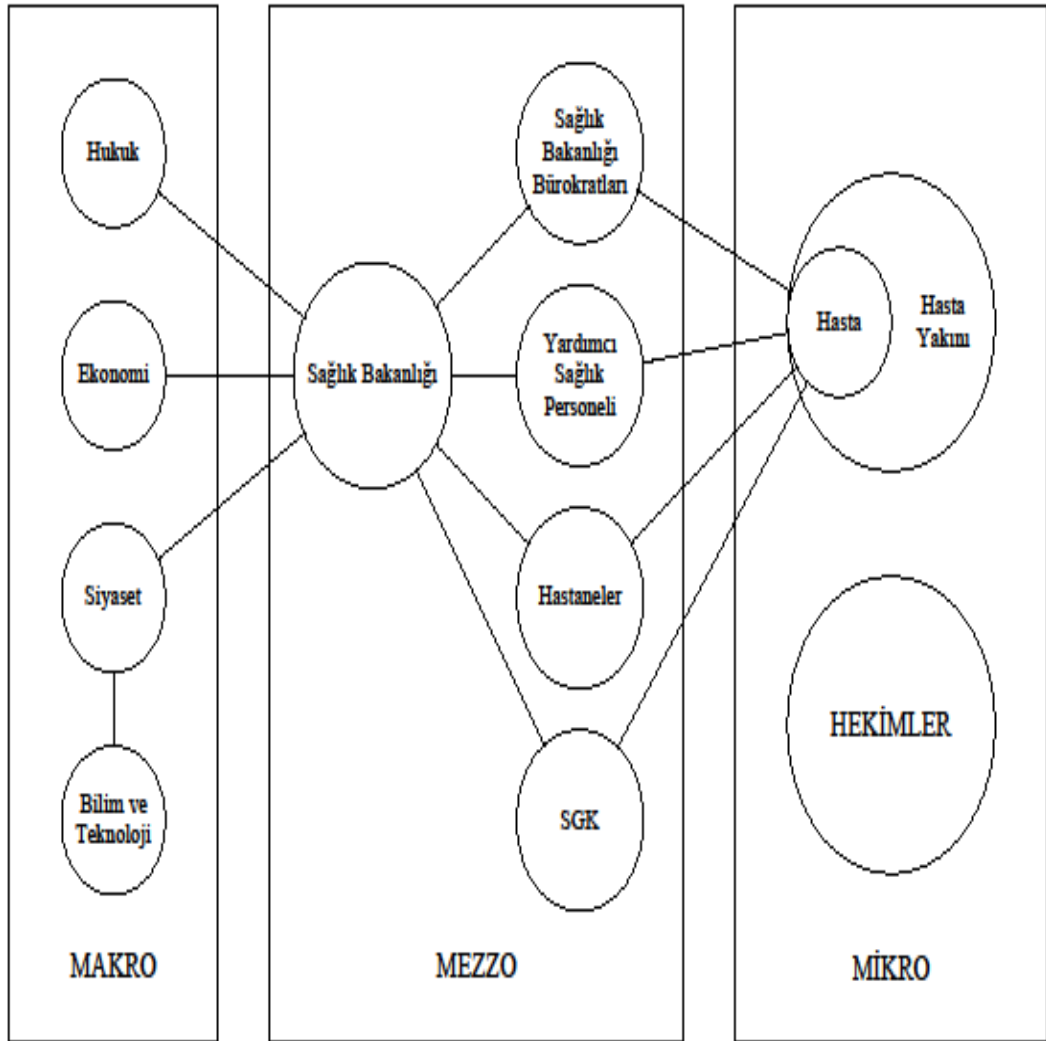 Hukuk
Ekonomi
Siyaset
Bilim ve
Teknoloji
MAKRO
Sağlık Bakanlığı
Sağlık
Bakanlığı
Bürokratları
Yardımcı
Sağlık
Personeli
Hastaneler
SGK
MEZZO
Hasta
Hasta
Yakını
HEKİMLER
MİKRO